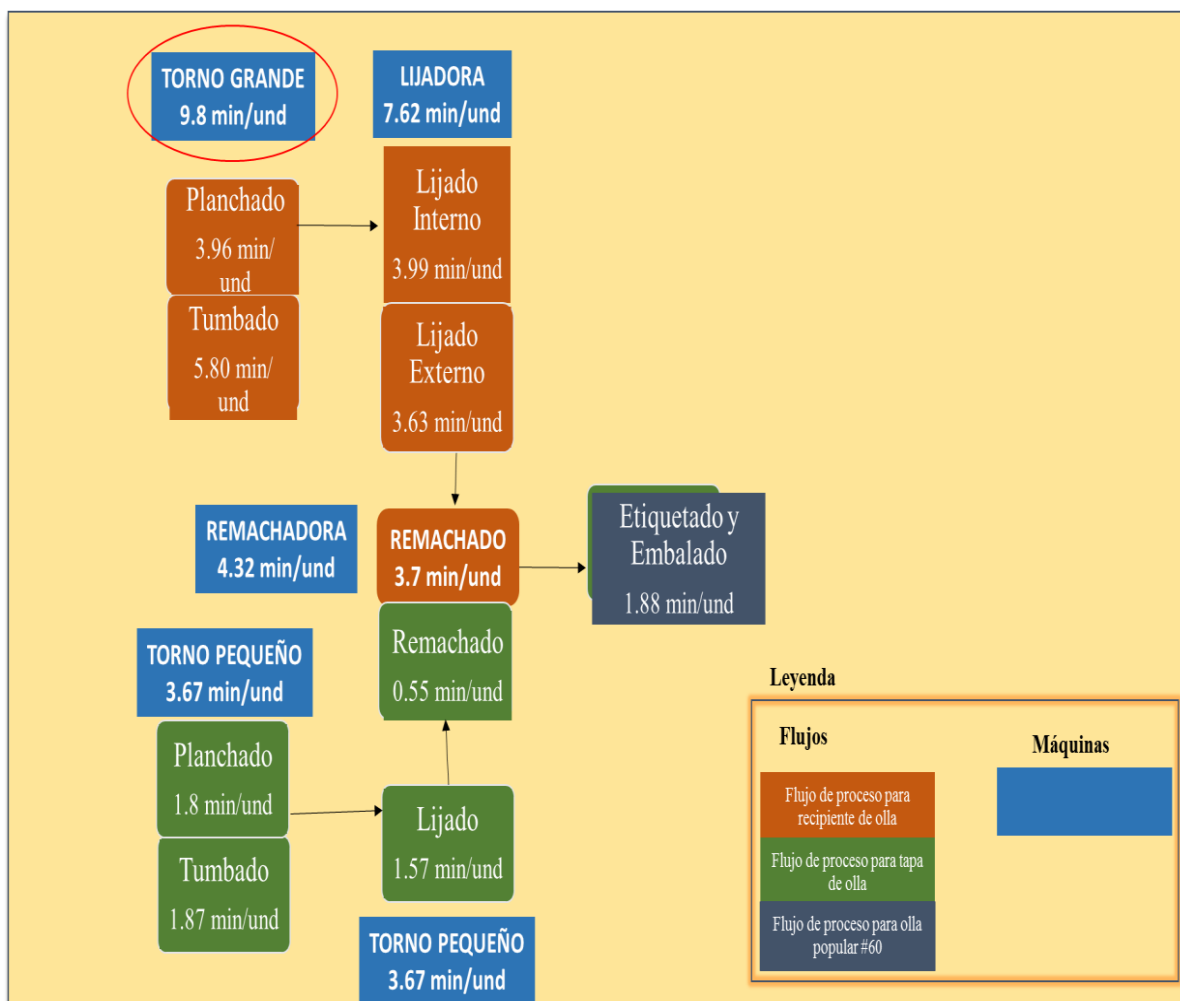 TORNO GRANDE
9.8 min/und
LIJADORA
7.62 min/und
Planchado
3.96 min/
und
Tumbado
5.80 min/
und
Lijado
Interno
3.99 min/und
Lijado
Externo
3.63 min/und
REMACHADORA
4.32 min/und
REMACHADO
3.7 min/und
Etiquetado y
Embalado
1.88 min/und
Remachado
0.55 min/und
TORNO PEQUEÑO
3.67 min/und
Planchado
1.8 min/und
Tumbado
1.87 min/und
Lijado
1.57 min/und
TORNO PEQUEÑO
3.67 min/und
Leyenda
Flujos
Máquinas
Flujo de proceso para
recipiente de olla
Flujo de proceso para tapa
de olla
Flujo de proceso para olla
popular #60